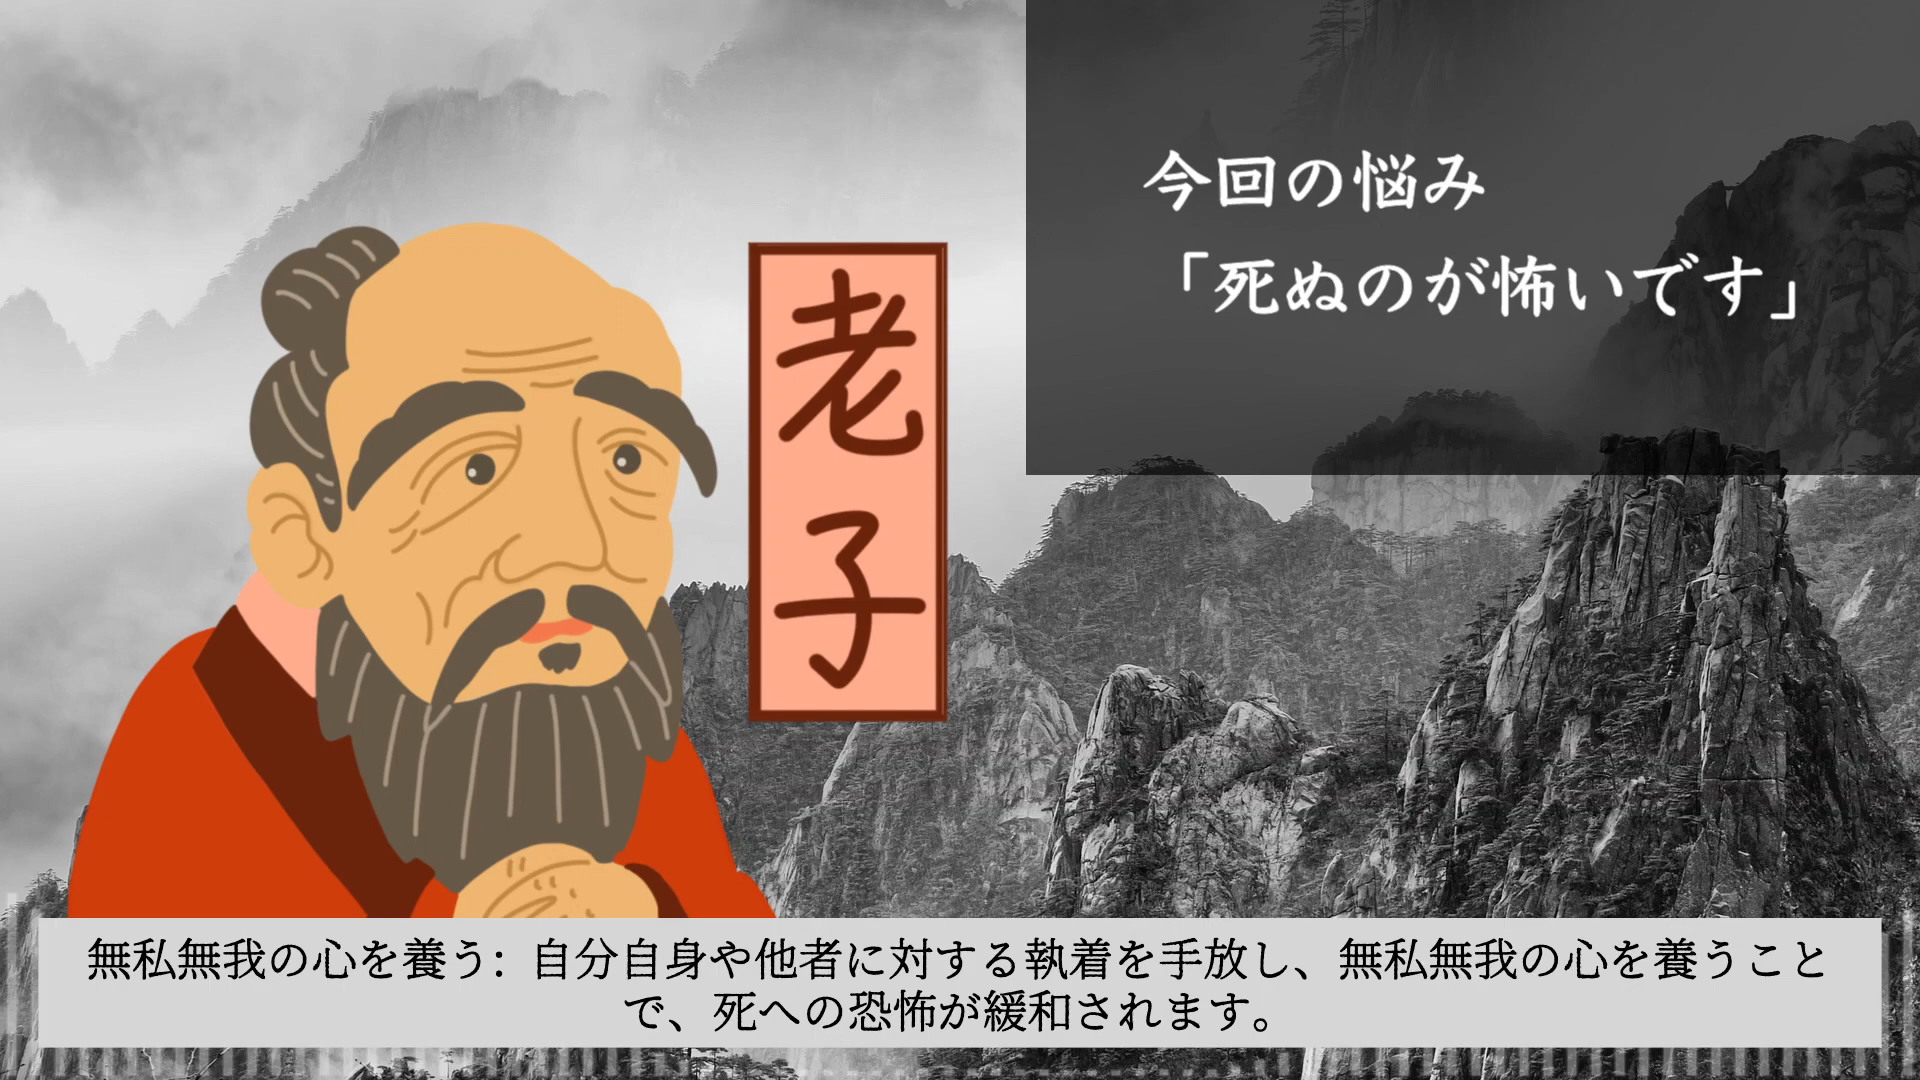 今回の悩み
「死ぬのが怖いです」
老子
無私無我の心を養う: 自分自身や他者に対する執着を手放し、無私無我の心を養うこと
で、死への恐怖が緩和されます。